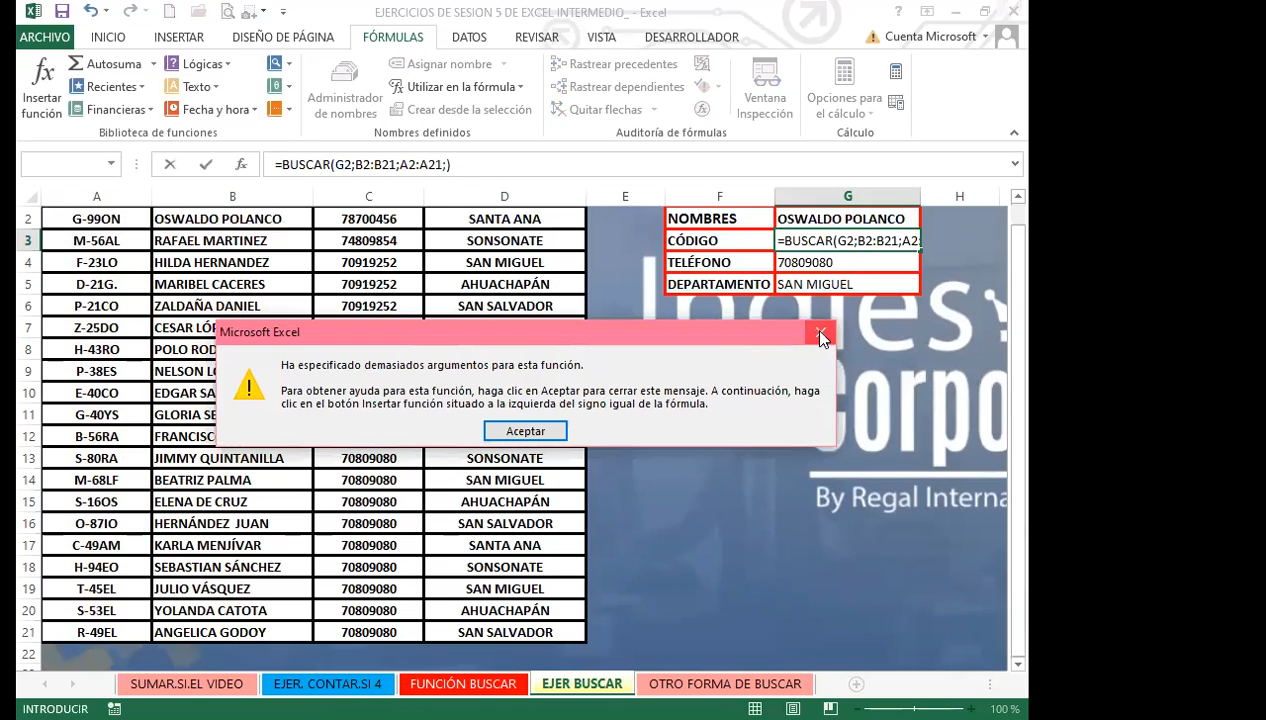 EJERCICIOS DE SESION 5 DE EXCEL INTERMEDIO_ - Excel
ARCHIVO INICIO INSERTAR DISEÑO DE PÁGINA FÓRMULAS DATOS REVISAR VISTA DESARROLLADOR Cuenta Microsoft
Autosuma Lógicas Asignar nombre Rastrear precedentes
Recientes Texto Utilizar en la fórmula Rastrear dependientes
Financieras Fecha y hora Crear desde la selección Quitar flechas
Insertar función Administrador de nombres Ventana Inspección Opciones para el cálculo
Biblioteca de funciones Nombres definidos Auditoría de fórmulas Cálculo
fx =BUSCAR(G2;B2:B21;A2:A21;)
A B C D E F G H
2 G-99ON OSWALDO POLANCO 78700456 SANTA ANA NOMBRES OSWALDO POLANCO
3 M-56AL RAFAEL MARTINEZ 74809854 SONSONATE CÓDIGO =BUSCAR(G2;B2:B21;A2:
4 F-23LO HILDA HERNANDEZ 70919252 SAN MIGUEL TELÉFONO 70809080
5 D-21G. MARIBEL CACERES 70919252 AHUACHAPÁN DEPARTAMENTO SAN MIGUEL
6 P-21CO ZALDAÑA DANIEL 70919252 SAN SALVADOR
7 Z-25DO CESAR LÓP
8 H-43RO POLO ROD
9 P-38ES NELSON L
10 E-40CO EDGAR SA
11 G-40YS GLORIA SE
12 B-56RA FRANCISC
Microsoft Excel
Ha especificado demasiados argumentos para esta función.
Para obtener ayuda para esta función, haga clic en Aceptar para cerrar este mensaje. A continuación, haga
clic en el botón Insertar función situado a la izquierda del signo igual de la fórmula.
Aceptar
13 S-80RA JIMMY QUINTANILLA 70809080 SONSONATE
14 M-68LF BEATRIZ PALMA 70809080 SAN MIGUEL
15 S-16OS ELENA DE CRUZ 70809080 AHUACHAPÁN
16 O-87IO HERNÁNDEZ JUAN 70809080 SAN SALVADOR
17 C-49AM KARLA MENJÍVAR 70809080 SANTA ANA
18 H-94EO SEBASTIAN SÁNCHEZ 70809080 SONSONATE
19 T-45EL JULIO VÁSQUEZ 70809080 SAN MIGUEL
20 S-53EL YOLANDA CATOTA 70809080 AHUACHAPÁN
21 R-49EL ANGELICA GODOY 70809080 SAN SALVADOR
22
Ingles
Corpo
By Regal Interna
SUMAR.SI.EL VIDEO EJER. CONTAR.SI 4 FUNCIÓN BUSCAR EJER BUSCAR OTRO FORMA DE BUSCAR
INTRODUCIR 100 %